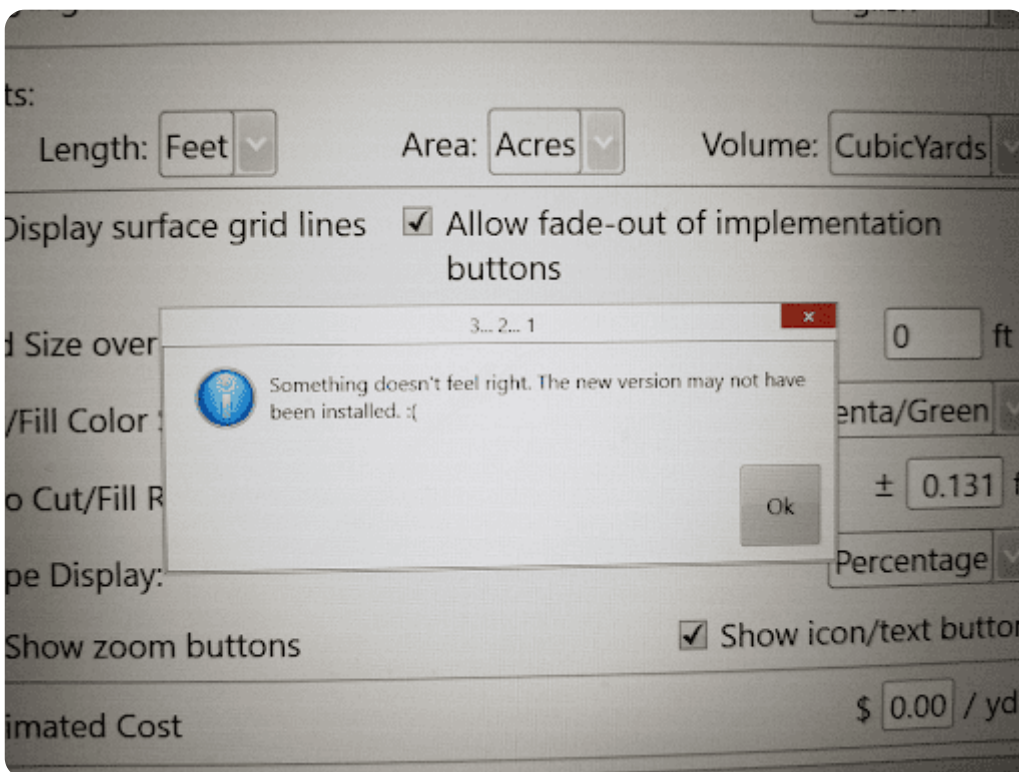 ts:
Length: Feet Area: Acres Volume: CubicYards
Display surface grid lines Allow fade-out of implementation
buttons
3... 2... 1
Size over 0 ft
Something doesn't feel right. The new version may not have
been installed. :(
/Fill Color enta/Green
o Cut/Fill R ± 0.131
Ok
pe Display: Percentage
Show zoom buttons Show icon/text button
imated Cost $ 0.00 / yd